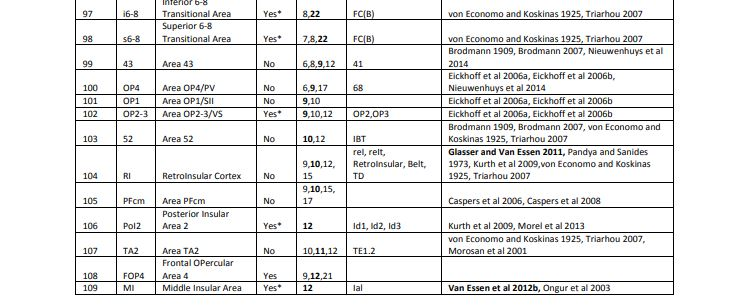 Inferior 6-8
97 i6-8 Transitional Area Yes* 8,22 FC(B) von Economo and Koskinas 1925, Triarhou 2007
Superior 6-8
98 s6-8 Transitional Area Yes* 7,8,22 FC(B) von Economo and Koskinas 1925, Triarhou 2007
Brodmann 1909, Brodmann 2007, Nieuwenhuys et al
99 43 Area 43 No 6,8,9,12 41 2014
Eickhoff et al 2006a, Eickhoff et al 2006b,
100 OP4 Area OP4/PV No 6,9,17 68 Nieuwenhuys et al 2014
101 OP1 Area OP1/SII No 9,10 Eickhoff et al 2006a, Eickhoff et al 2006b
102 OP2-3 Area OP2-3/VS Yes* 9,10,12 OP2,OP3 Eickhoff et al 2006a, Eickhoff et al 2006b
Brodmann 1909, Brodmann 2007, von Economo and
103 52 Area 52 No 10,12 IBT Koskinas 1925, Triarhou 2007
reI, reIt, Glasser and Van Essen 2011, Pandya and Sanides
9,10,12, RetroInsular, Belt, 1973, Kurth et al 2009,von Economo and Koskinas
104 RI RetroInsular Cortex No 15 TD 1925, Triarhou 2007
9,10,15,
105 PFcm Area PFcm No 17 Caspers et al 2006, Caspers et al 2008
Posterior Insular
106 PoI2 Area 2 Yes* 12 Id1, Id2, Id3 Kurth et al 2009, Morel et al 2013
von Economo and Koskinas 1925, Triarhou 2007,
107 TA2 Area TA2 No 10,11,12 TE1.2 Morosan et al 2001
Frontal OPercular
108 FOP4 Area 4 Yes 9,12,21
109 MI Middle Insular Area Yes* 12 Ial Van Essen et al 2012b, Ongur et al 2003